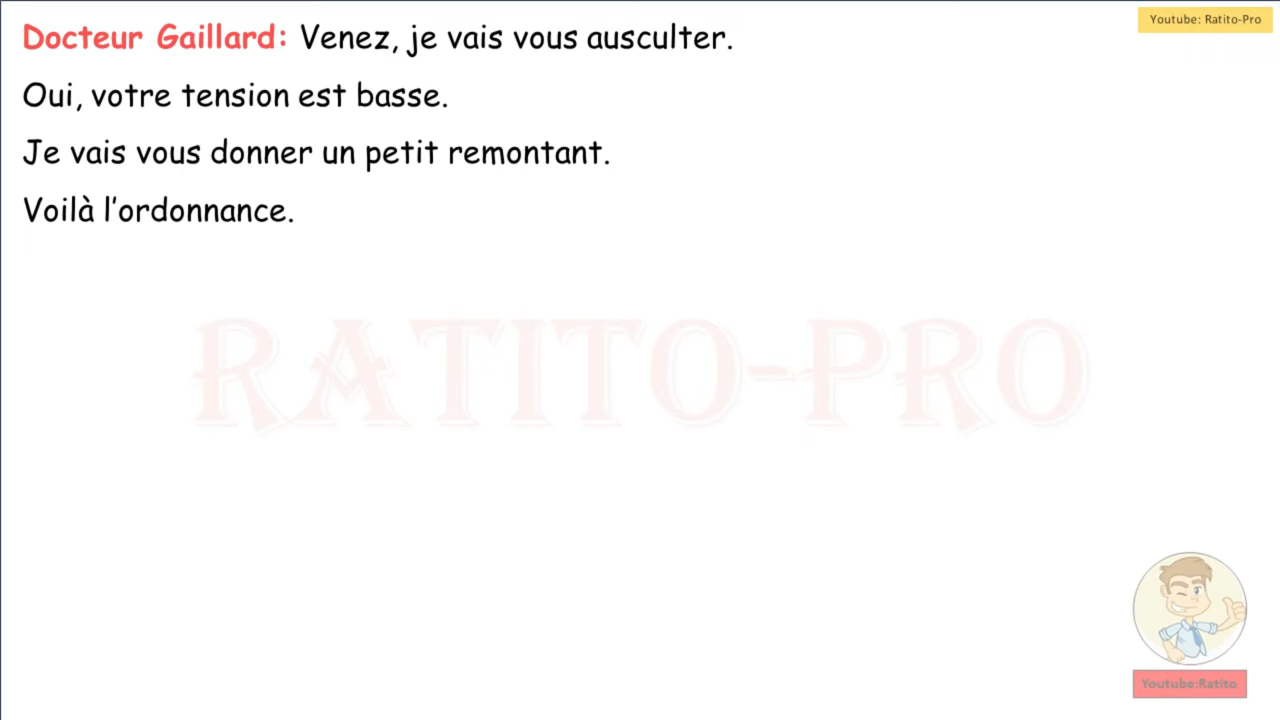 Youtube: Ratito-Pro
Docteur Gaillard: Venez, je vais vous ausculter.
Oui, votre tension est basse.
Je vais vous donner un petit remontant.
Voilà l'ordonnance.
RATITO-PRO
Youtube:Ratito